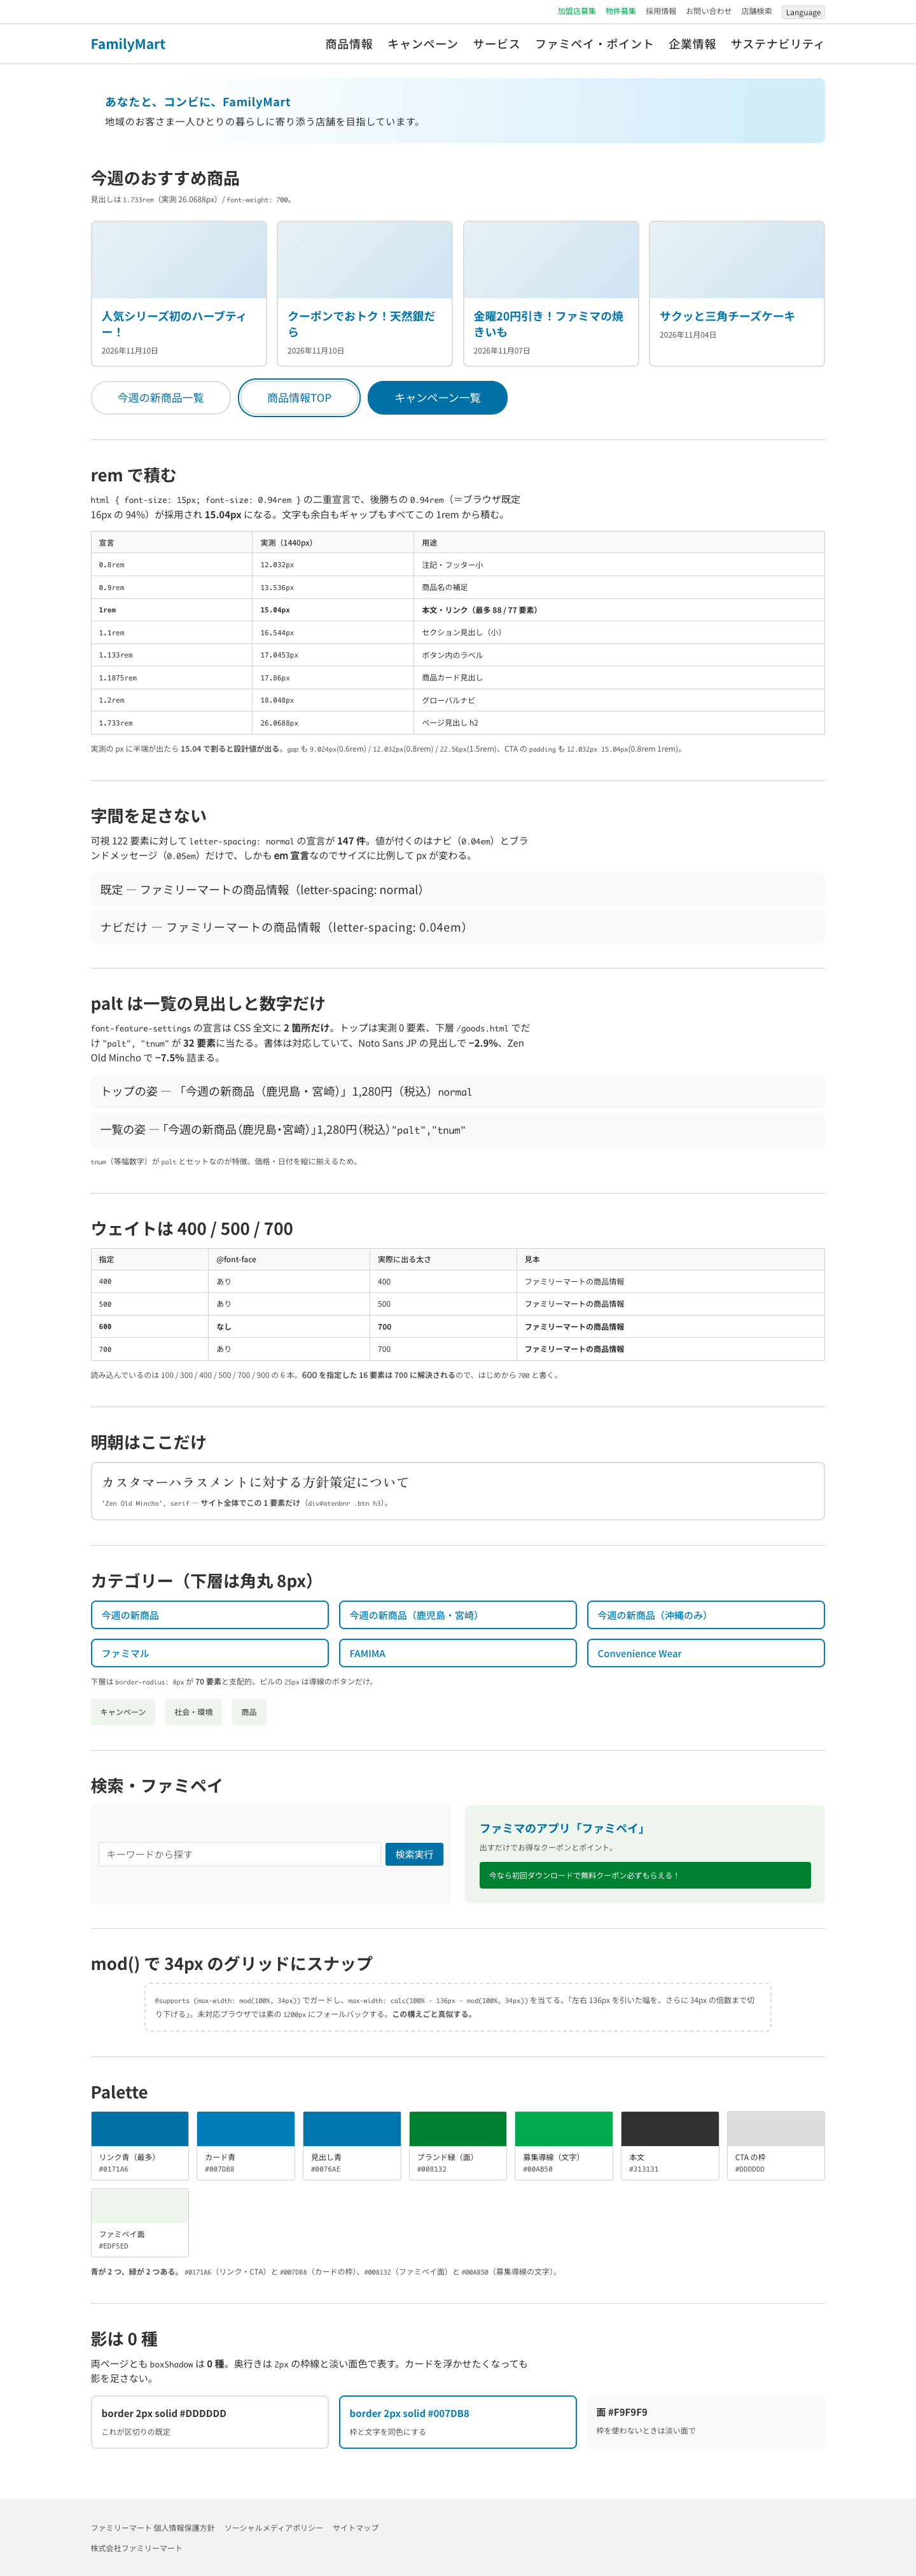 加盟店募集 物件募集 採用情報 お問い合わせ 店舗検索 Language
FamilyMart 商品情報 キャンペーン サービス ファミペイ・ポイント 企業情報 サステナビリティ
あなたと、コンビに、FamilyMart
地域のお客さま一人ひとりの暮らしに寄り添う店舗を目指しています。
今週のおすすめ商品
見出しは 1.733rem（実測 26.0688px）/ font-weight: 700。
人気シリーズ初のハーブティー！
2026年11月10日
クーポンでおトク！天然銀だら
2026年11月10日
金曜20円引き！ファミマの焼きいも
2026年11月07日
サクッと三角チーズケーキ
2026年11月04日
今週の新商品一覧 商品情報TOP キャンペーン一覧
rem で積む
html { font-size: 15px; font-size: 0.94rem } の二重宣言で、後勝ちの 0.94rem（＝ブラウザ既定
16px の 94%）が採用され 15.04px になる。文字も余白もギャップもすべてこの 1rem から積む。
宣言 実測（1440px） 用途
0.8rem 12.032px 注記・フッター小
0.9rem 13.536px 商品名の補足
1rem 15.04px 本文・リンク（最多 88 / 77 要素）
1.1rem 16.544px セクション見出し（小）
1.133rem 17.0453px ボタン内のラベル
1.1875rem 17.86px 商品カード見出し
1.2rem 18.048px グローバルナビ
1.733rem 26.0688px ページ見出し h2
実測の px に半端が出たら 15.04 で割ると設計値が出る。gap も 9.024px(0.6rem) / 12.032px(0.8rem) / 22.56px(1.5rem)、CTA の padding も 12.032px 15.04px(0.8rem 1rem)。
字間を足さない
可視 122 要素に対して letter-spacing: normal の宣言が 147 件。値が付くのはナビ（0.04em）とブラ
ンドメッセージ（0.05em）だけで、しかも em 宣言なのでサイズに比例して px が変わる。
既定 — ファミリーマートの商品情報（letter-spacing: normal）
ナビだけ — ファミリーマートの商品情報（letter-spacing: 0.04em）
palt は一覧の見出しと数字だけ
font-feature-settings の宣言は CSS 全文に 2 箇所だけ。トップは実測 0 要素、下層 /goods.html でだ
け "palt", "tnum" が 32 要素に当たる。書体は対応していて、Noto Sans JP の見出しで −2.9%、Zen
Old Mincho で −7.5% 詰まる。
トップの姿 — 「今週の新商品（鹿児島・宮崎）」1,280円（税込）normal
一覧の姿 —「今週の新商品（鹿児島・宮崎）」1,280円（税込）"palt","tnum"
tnum（等幅数字）が palt とセットなのが特徴。価格・日付を縦に揃えるため。
ウェイトは 400 / 500 / 700
指定 @font-face 実際に出る太さ 見本
400 あり 400 ファミリーマートの商品情報
500 あり 500 ファミリーマートの商品情報
600 なし 700 ファミリーマートの商品情報
700 あり 700 ファミリーマートの商品情報
読み込んでいるのは 100 / 300 / 400 / 500 / 700 / 900 の 6 本。600 を指定した 16 要素は 700 に解決されるので、はじめから 700 と書く。
明朝はここだけ
カスタマーハラスメントに対する方針策定について
'Zen Old Mincho', serif — サイト全体でこの 1 要素だけ（div#otenbnr .btn h3）。
カテゴリー（下層は角丸 8px）
今週の新商品 今週の新商品（鹿児島・宮崎） 今週の新商品（沖縄のみ）
ファミマル FAMIMA Convenience Wear
下層は border-radius: 8px が 70 要素と支配的。ピルの 25px は導線のボタンだけ。
キャンペーン 社会・環境 商品
検索・ファミペイ
キーワードから探す 検索実行
ファミマのアプリ「ファミペイ」
出すだけでお得なクーポンとポイント。
今なら初回ダウンロードで無料クーポン必ずもらえる！
mod() で 34px のグリッドにスナップ
@supports (max-width: mod(100%, 34px)) でガードし、max-width: calc(100% - 136px - mod(100%, 34px)) を当てる。「左右 136px を引いた幅を、さらに 34px の倍数まで切
り下げる」。未対応ブラウザでは素の 1200px にフォールバックする。この構えごと真似する。
Palette
リンク青（最多）
#0171A6
カード青
#007DB8
見出し青
#0076AE
ブランド緑（面）
#008132
募集導線（文字）
#00AB50
本文
#313131
CTA の枠
#DDDDDD
ファミペイ面
#EDF5ED
青が 2 つ、緑が 2 つある。 #0171A6（リンク・CTA）と #007DB8（カードの枠）、#008132（ファミペイ面）と #00AB50（募集導線の文字）。
影は 0 種
両ページとも boxShadow は 0 種。奥行きは 2px の枠線と淡い面色で表す。カードを浮かせたくなっても
影を足さない。
border 2px solid #DDDDDD
これが区切りの既定
border 2px solid #007DB8
枠と文字を同色にする
面 #F9F9F9
枠を使わないときは淡い面で
ファミリーマート 個人情報保護方針 ソーシャルメディアポリシー サイトマップ
株式会社ファミリーマート